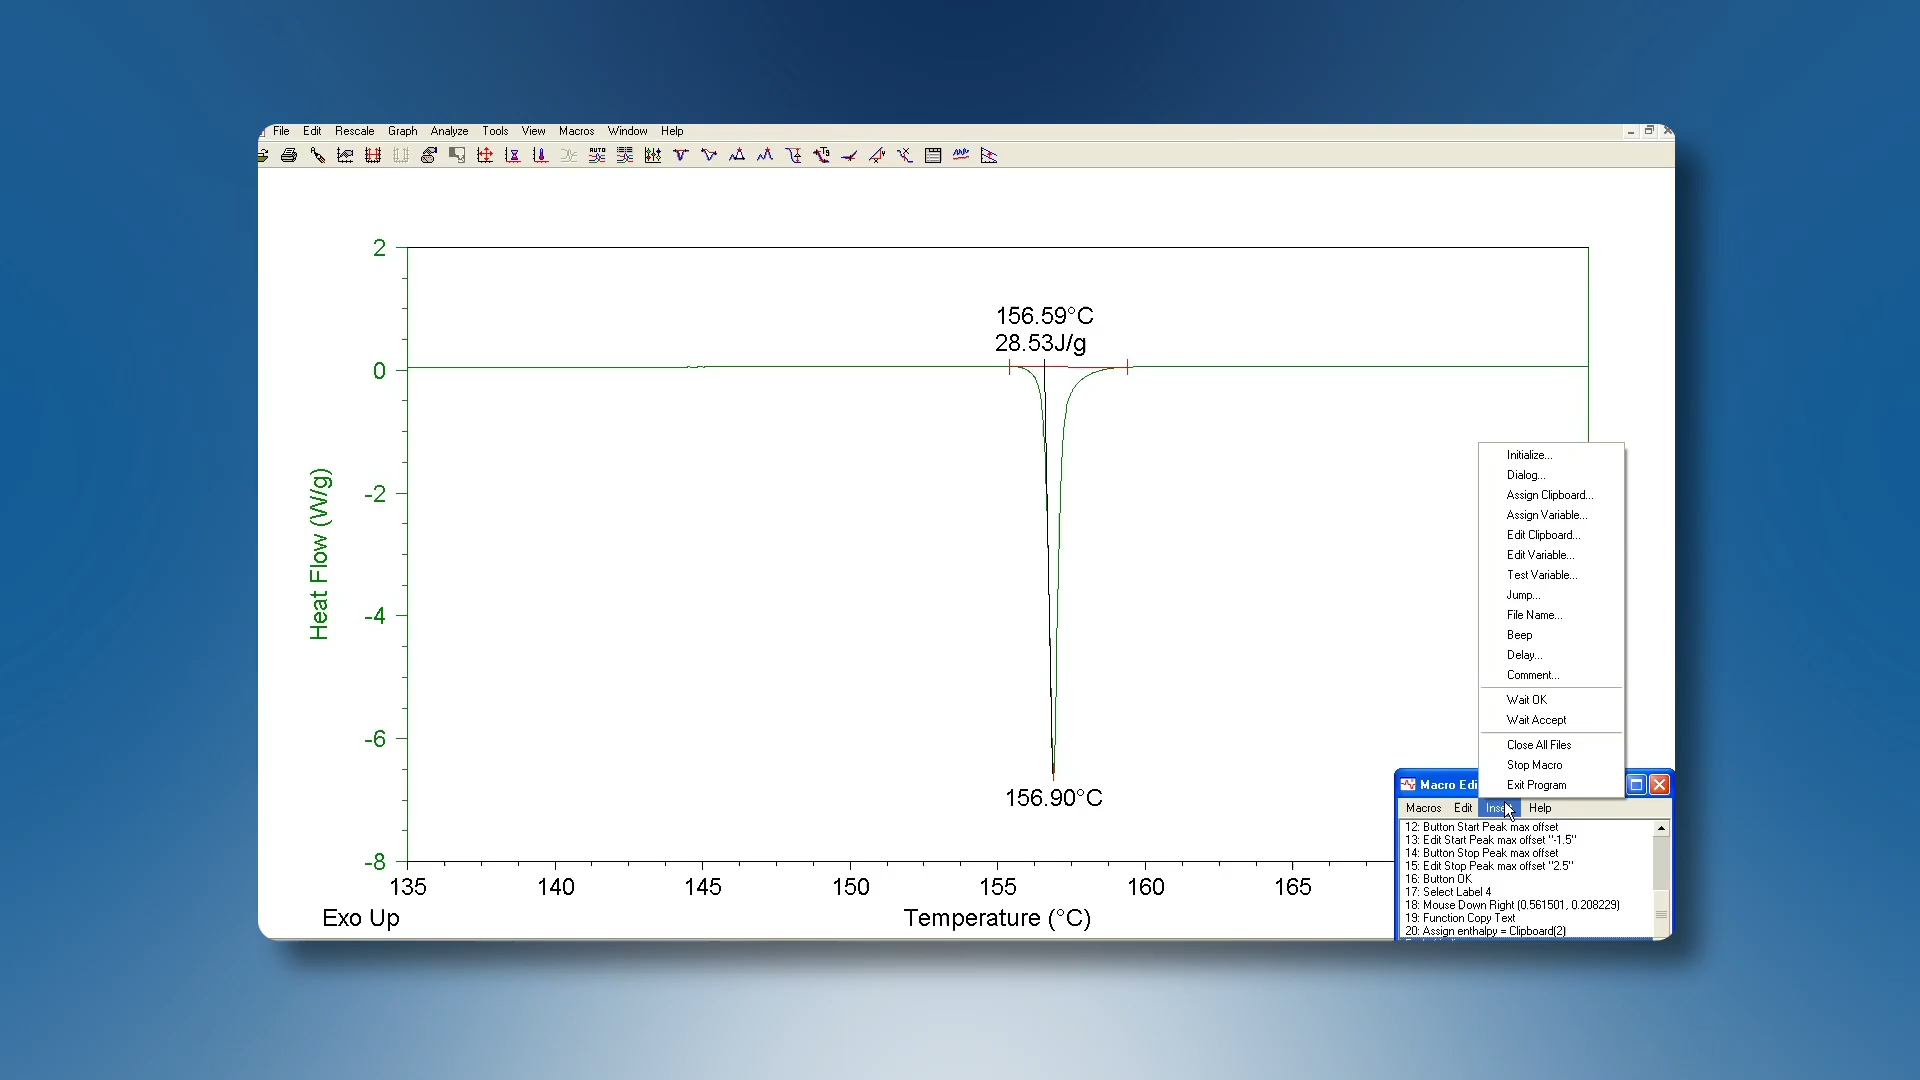 File Edit Rescale Graph Analyze Tools View Macros Window Help
AUTO
Tg
2
0
-2
-4
-6
-8
Heat Flow (W/g)
156.59°C
28.53J/g
156.90°C
135 140 145 150 155 160 165
Exo Up
Temperature (°C)
Initialize...
Dialog...
Assign Clipboard...
Assign Variable...
Edit Clipboard...
Edit Variable...
Test Variable...
Jump...
File Name...
Beep
Delay...
Comment...
Wait OK
Wait Accept
Close All Files
Stop Macro
Exit Program
Macro Edi
Macros Edit Inse Help
12: Button Start Peak max offset
13: Edit Start Peak max offset "-1.5"
14: Button Stop Peak max offset
15: Edit Stop Peak max offset "2.5"
16: Button OK
17: Select Label 4
18: Mouse Down Right (0.561501, 0.208229)
19: Function Copy Text
20: Assign enthalpy = Clipboard(2)